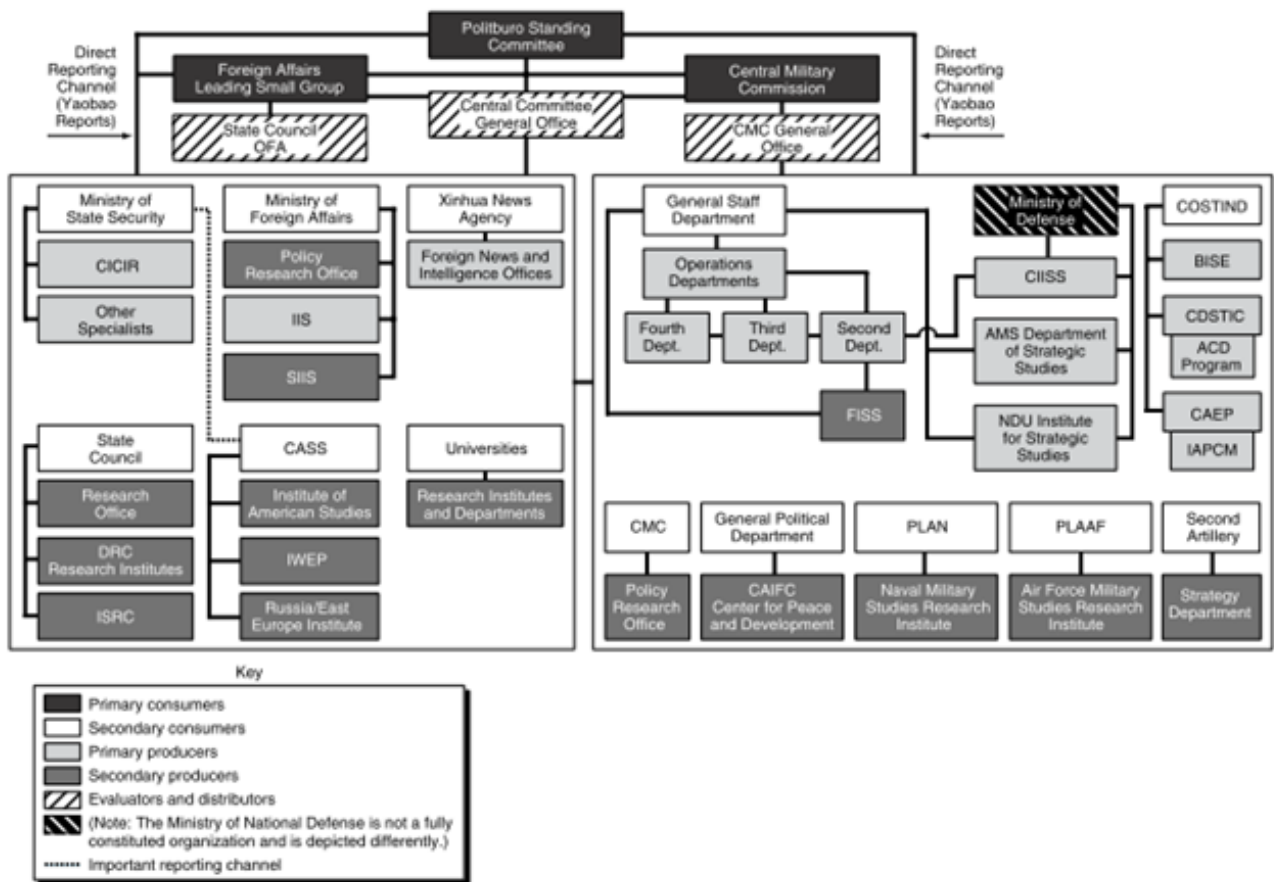 Politburo Standing
Committee
Direct
Reporting
Channel
(Yaobao
Reports)
Foreign Affairs
Leading Small Group
Central Military
Commission
Direct
Reporting
Channel
(Yaobao
Reports)
Central Committee
General Office
State Council
OFA
CMC General
Office
Ministry of
State Security
CICIR
Other
Specialists
Ministry of
Foreign Affairs
Policy
Research Office
IIS
SIIS
Xinhua News
Agency
Foreign News and
Intelligence Offices
State
Council
Research
Office
DRC
Research Institutes
ISRC
CASS
Institute of
American Studies
IWEP
Russia/East
Europe Institute
Universities
Research Institutes
and Departments
General Staff
Department
Operations
Departments
Fourth
Dept.
Third
Dept.
Second
Dept.
FISS
Ministry of
Defense
CIISS
AMS Department
of Strategic
Studies
NDU Institute
for Strategic
Studies
COSTIND
BISE
CDSTIC
ACD
Program
CAEP
IAPCM
CMC
Policy
Research
Office
General Political
Department
CAIFC
Center for Peace
and Development
PLAN
Naval Military
Studies Research
Institute
PLAAF
Air Force Military
Studies Research
Institute
Second
Artillery
Strategy
Department
Key
Primary consumers
Secondary consumers
Primary producers
Secondary producers
Evaluators and distributors
(Note: The Ministry of National Defense is not a fully
constituted organization and is depicted differently.)
Important reporting channel